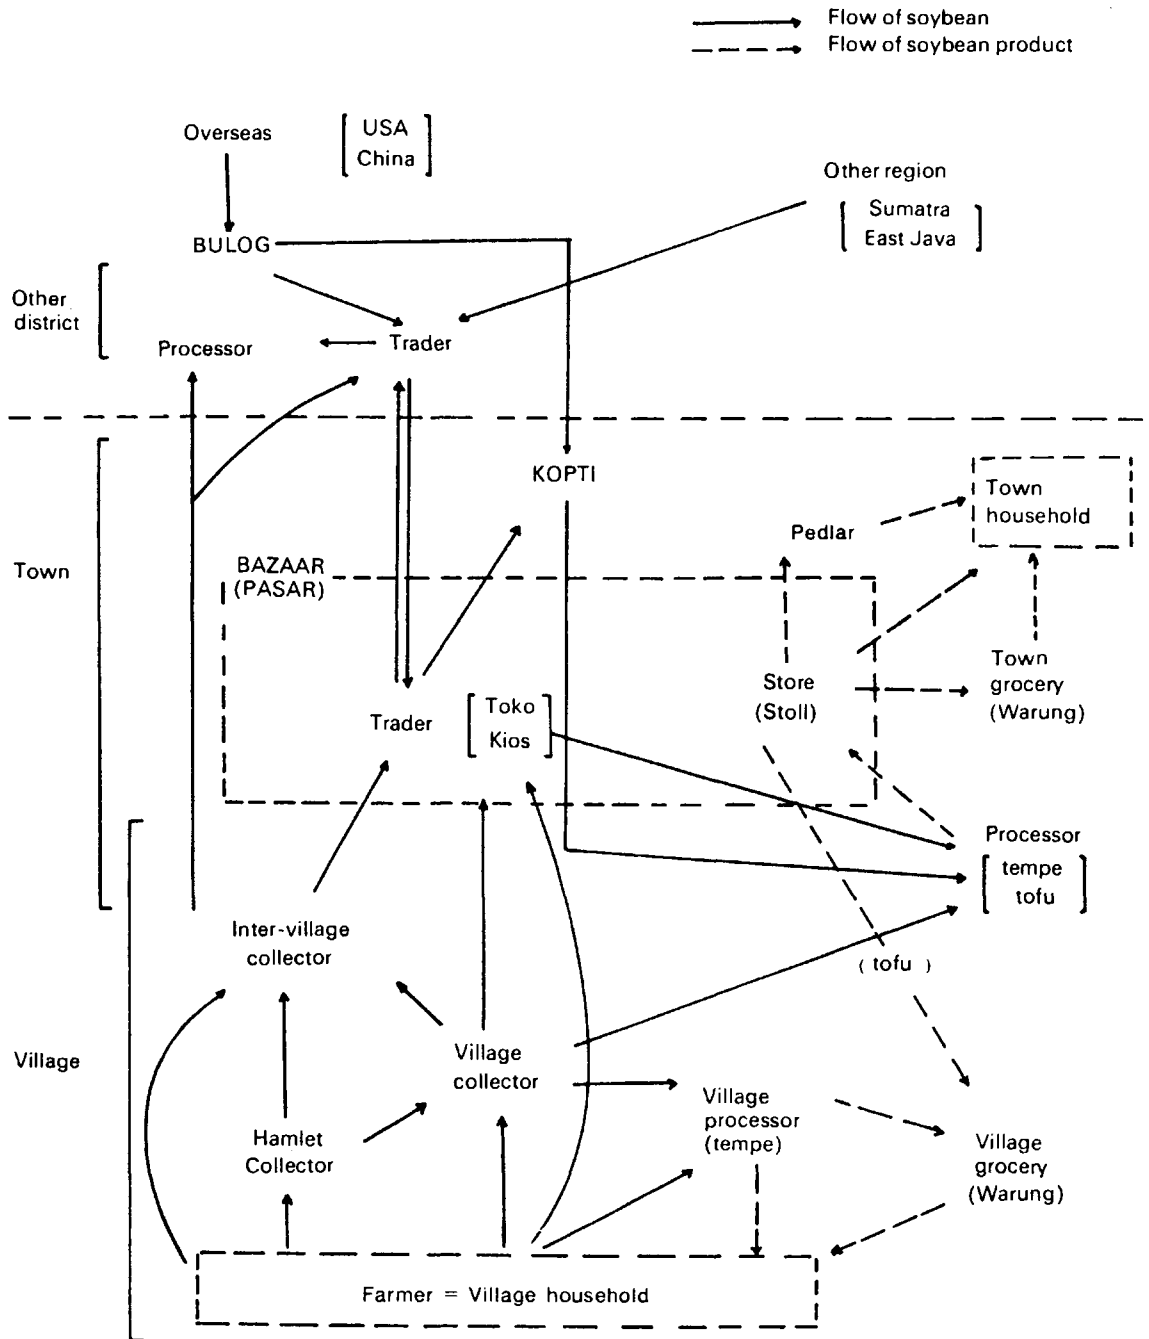 Flow of soybean
Flow of soybean product
Overseas
USA
China
Other region
Sumatra
East Java
BULOG
Other
district
Processor
Trader
KOPTI
Town
household
Pedlar
Town
BAZAAR
(PASAR)
Store
(Stoll)
Town
grocery
(Warung)
Trader
Toko
Kios
Processor
tempe
tofu
Inter-village
collector
(tofu)
Village
Village
collector
Village
processor
(tempe)
Hamlet
Collector
Village
grocery
(Warung)
Farmer = Village household